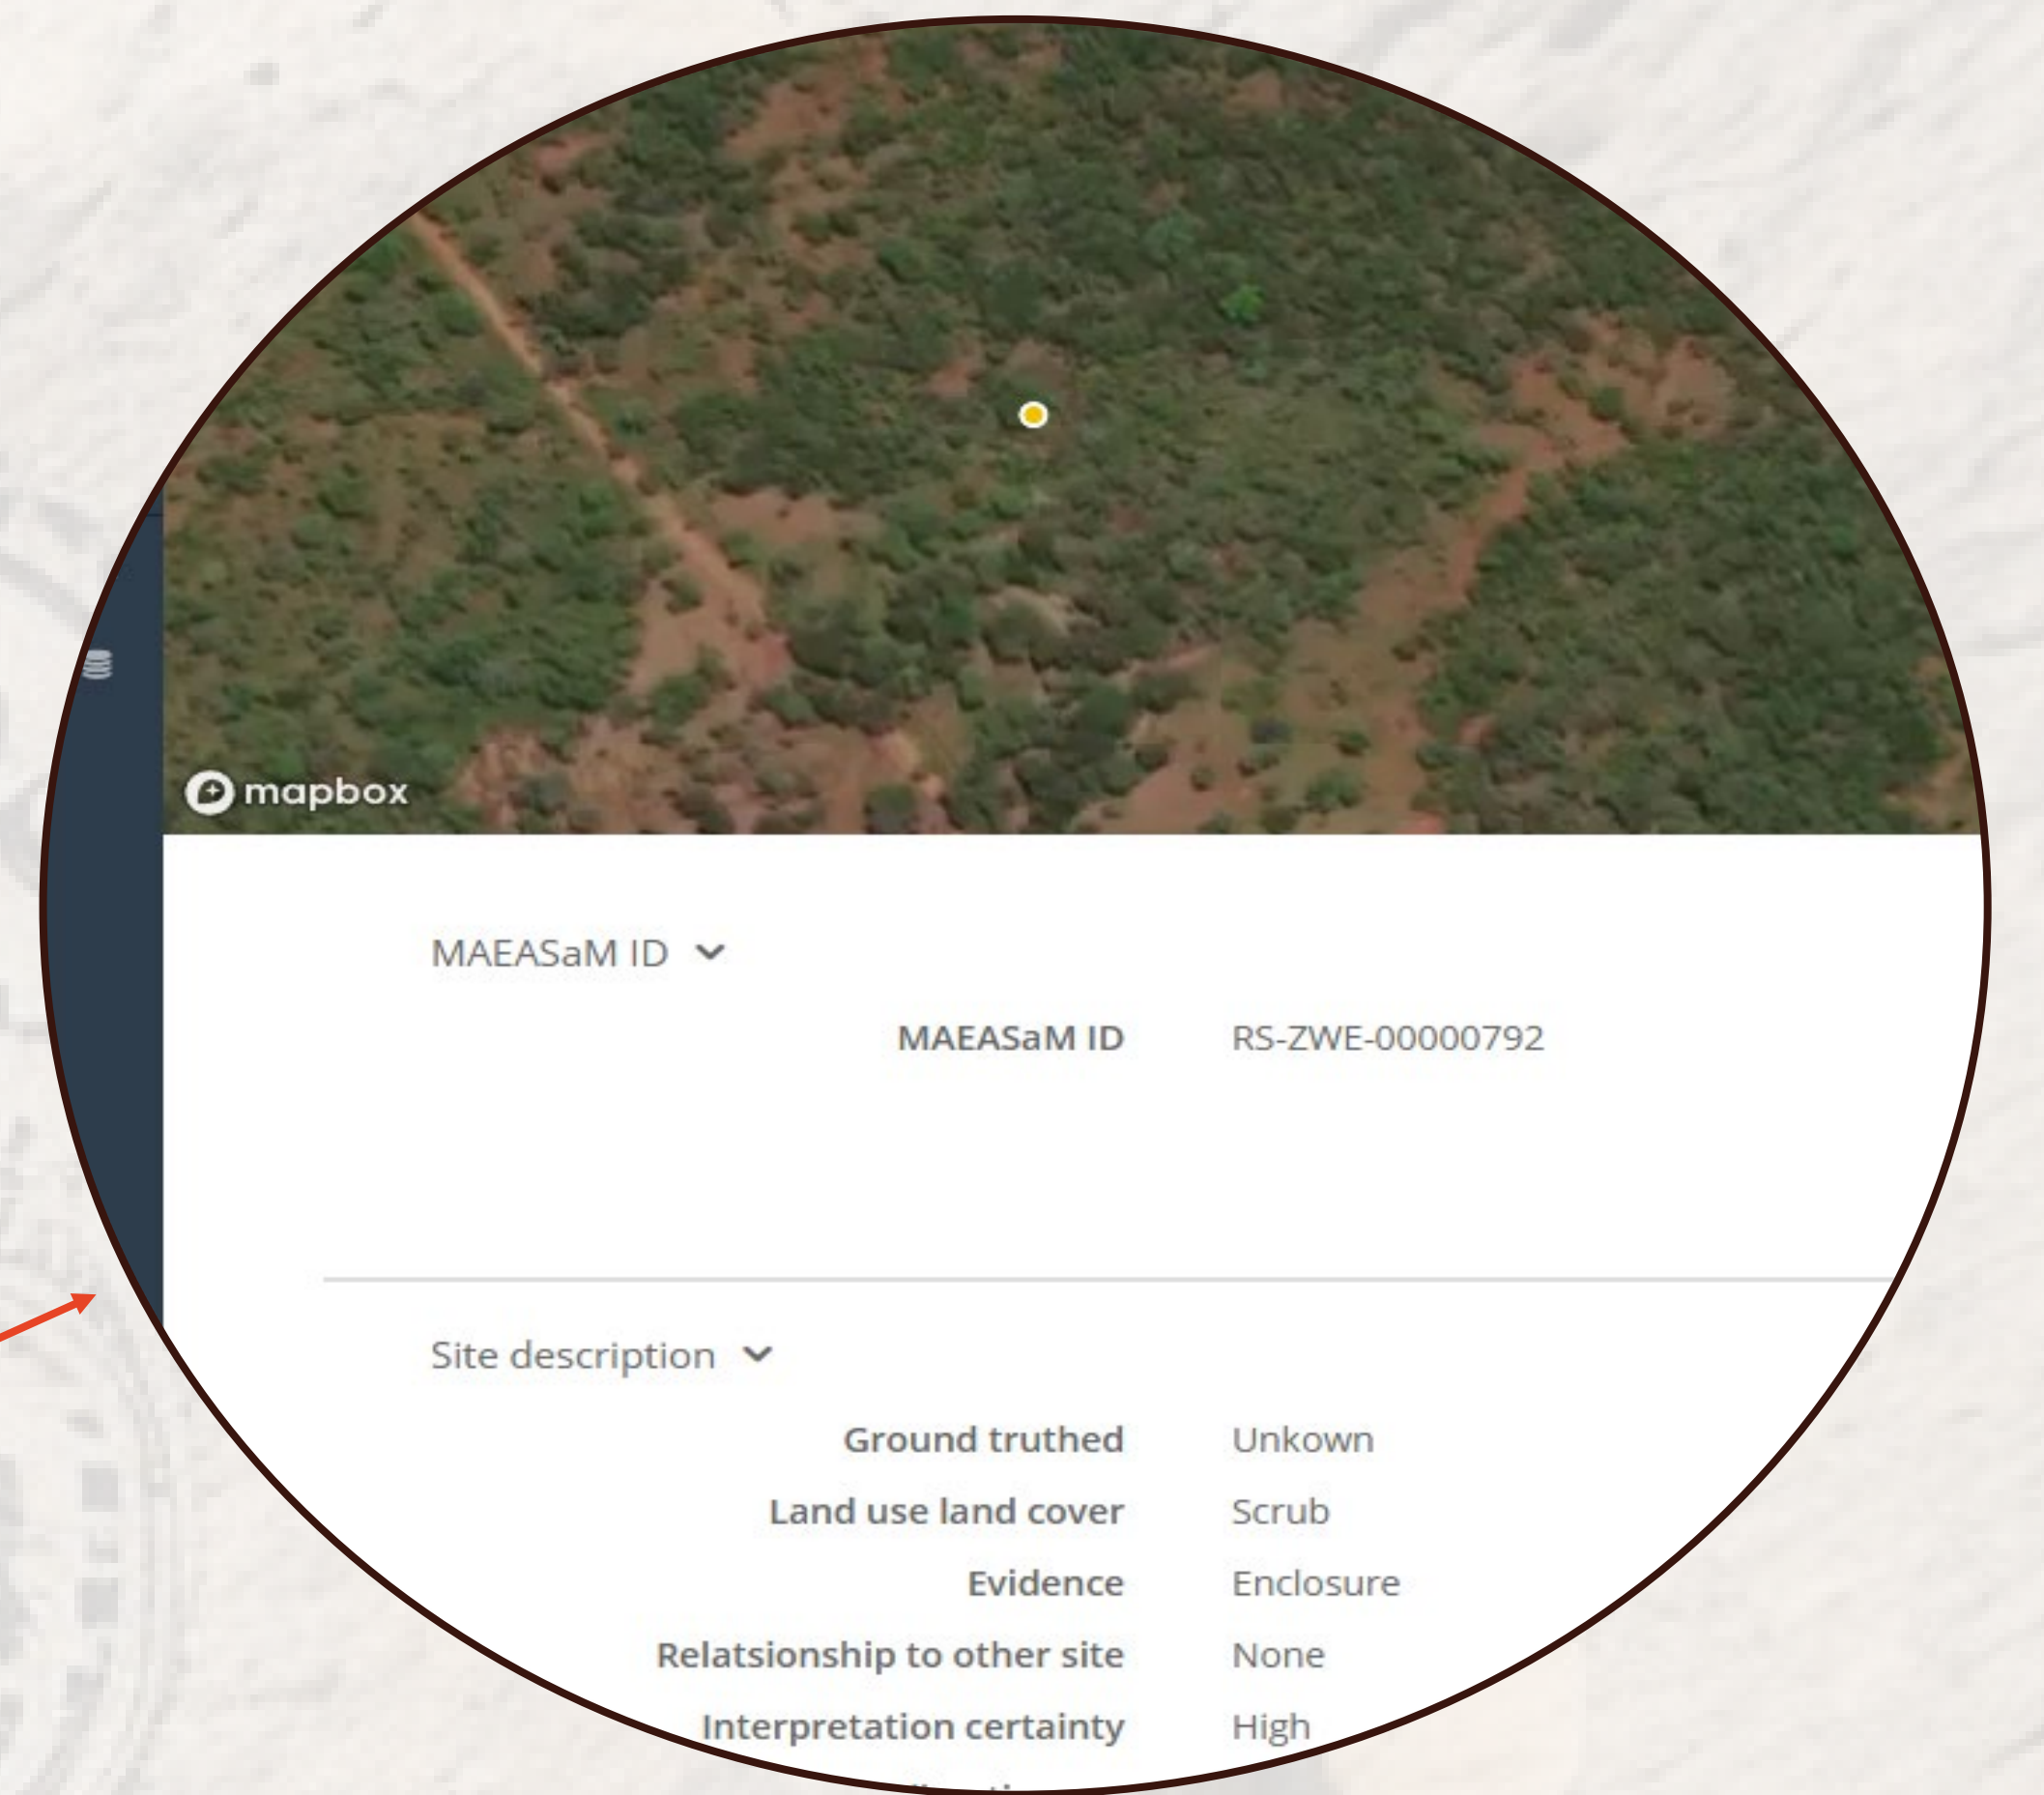 mapbox
MAEASaM ID
MAEASaM ID RS-ZWE-00000792
Site description
Ground truthed Unkown
Land use land cover Scrub
Evidence Enclosure
Relatsionship to other site None
Interpretation certainty High